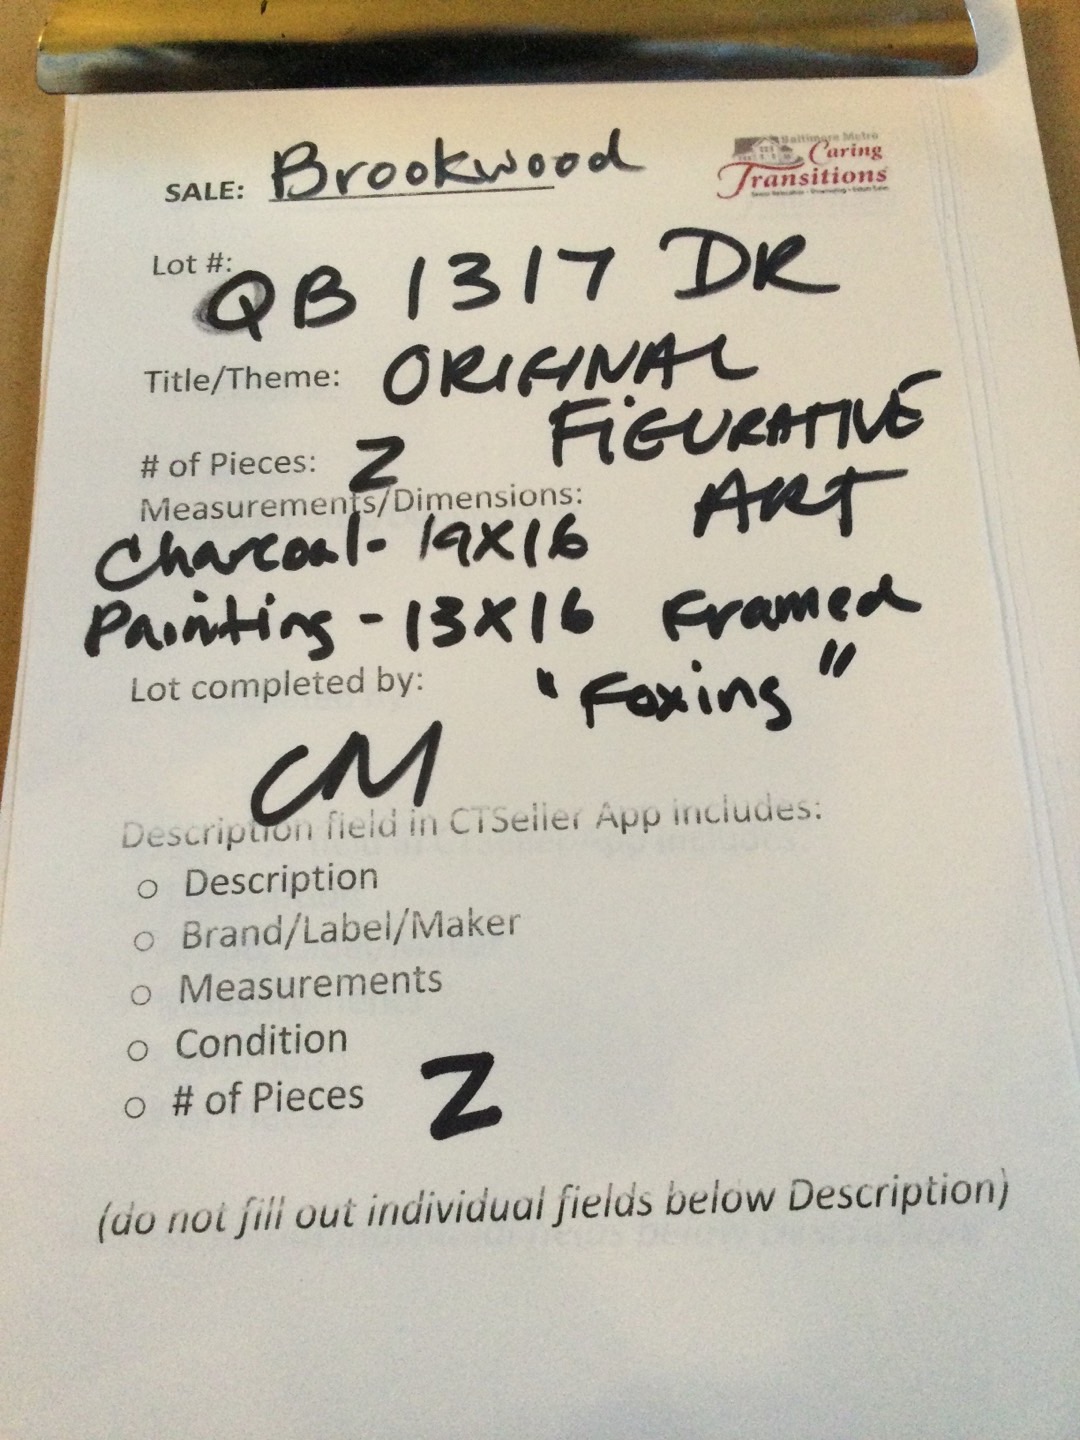 Baltimore Metro
Caring
Transitions
SALE: Brookwood
Lot #: QB 1317 DR
Title/Theme: ORIGINAL
FIGURATIVE
ART
# of Pieces: 2
Measurements/Dimensions:
Charcoal - 19X16
Painting - 13X16 Framed
"Foxing"
Lot completed by:
CM
Description field in CTSeller App includes:
○ Description
○ Brand/Label/Maker
○ Measurements
○ Condition
○ # of Pieces 2
(do not fill out individual fields below Description)